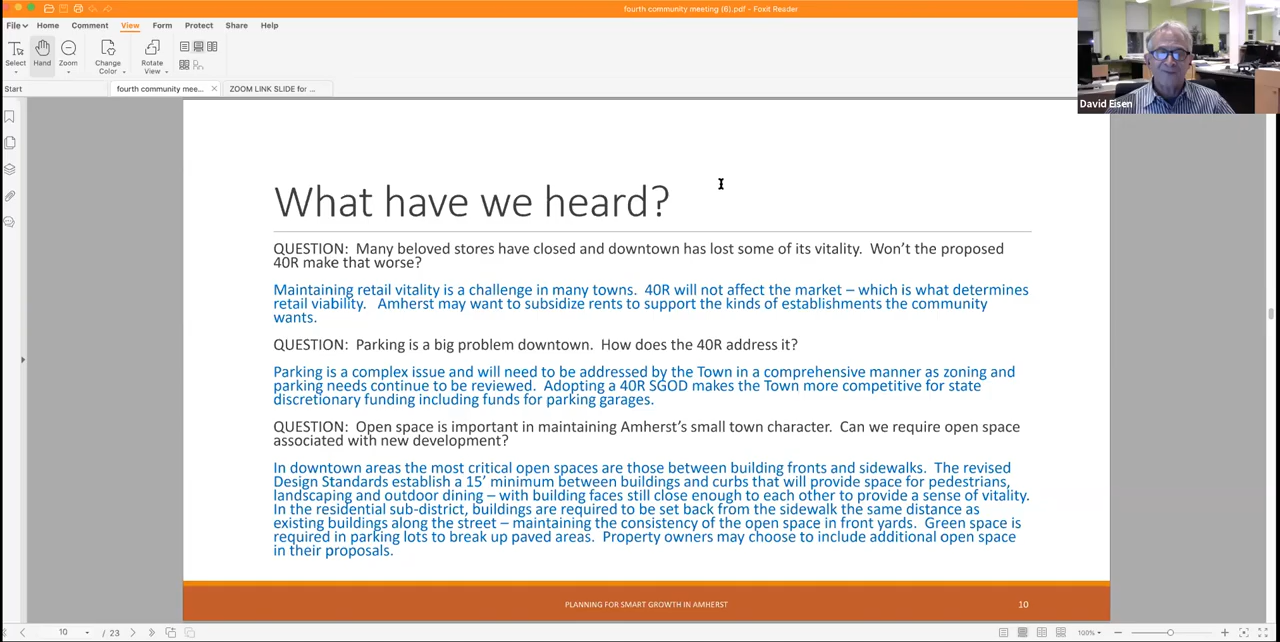 fourth community meeting (6).pdf - Foxit Reader
File Home Comment View Form Protect Share Help
Select Hand Zoom Change Color Rotate View
Start fourth community mee... ZOOM LINK SLIDE for ...
David Eisen
What have we heard?
QUESTION: Many beloved stores have closed and downtown has lost some of its vitality. Won't the proposed
40R make that worse?
Maintaining retail vitality is a challenge in many towns. 40R will not affect the market – which is what determines
retail viability. Amherst may want to subsidize rents to support the kinds of establishments the community
wants.
QUESTION: Parking is a big problem downtown. How does the 40R address it?
Parking is a complex issue and will need to be addressed by the Town in a comprehensive manner as zoning and
parking needs continue to be reviewed. Adopting a 40R SGOD makes the Town more competitive for state
discretionary funding including funds for parking garages.
QUESTION: Open space is important in maintaining Amherst's small town character. Can we require open space
associated with new development?
In downtown areas the most critical open spaces are those between building fronts and sidewalks. The revised
Design Standards establish a 15' minimum between buildings and curbs that will provide space for pedestrians,
landscaping and outdoor dining – with building faces still close enough to each other to provide a sense of vitality.
In the residential sub-district, buildings are required to be set back from the sidewalk the same distance as
existing buildings along the street – maintaining the consistency of the open space in front yards. Green space is
required in parking lots to break up paved areas. Property owners may choose to include additional open space
in their proposals.
PLANNING FOR SMART GROWTH IN AMHERST 10
10 / 23 100%